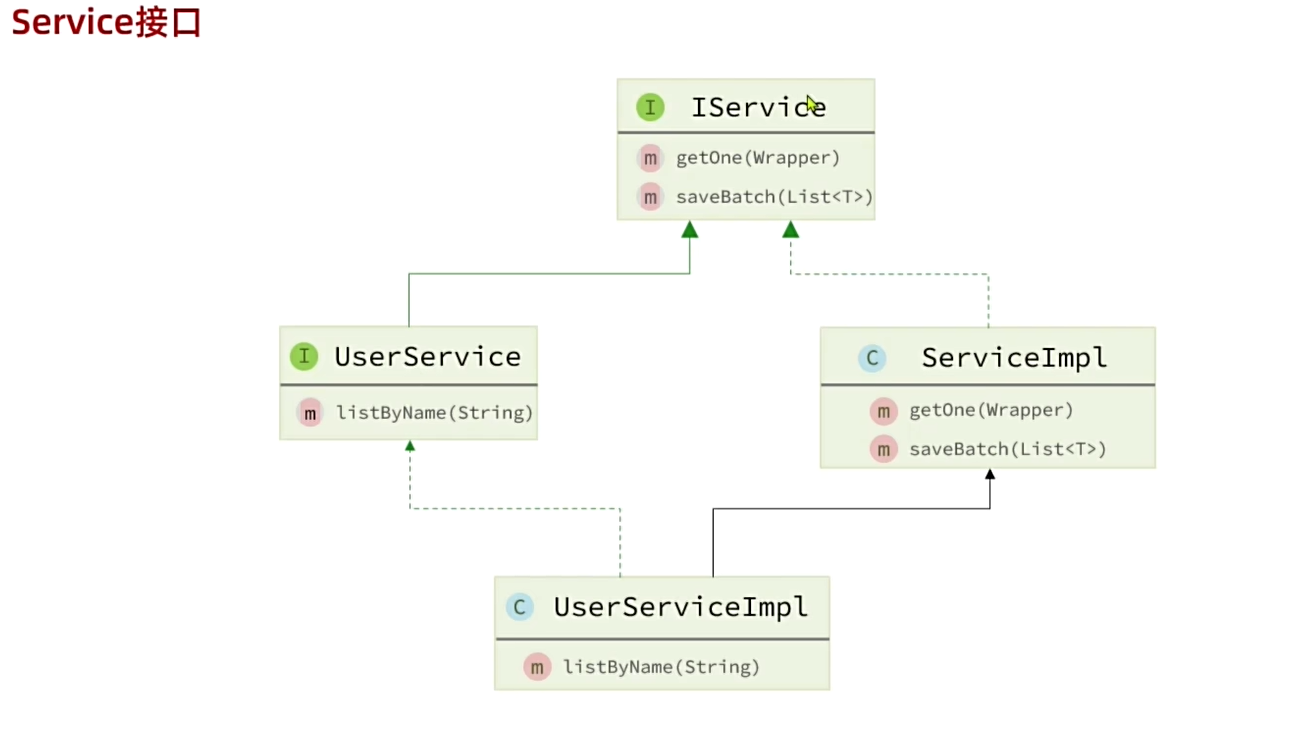 Service接口
I IService
m getOne(Wrapper)
m saveBatch(List<T>)
I UserService
m listByName(String)
C ServiceImpl
m getOne(Wrapper)
m saveBatch(List<T>)
C UserServiceImpl
m listByName(String)